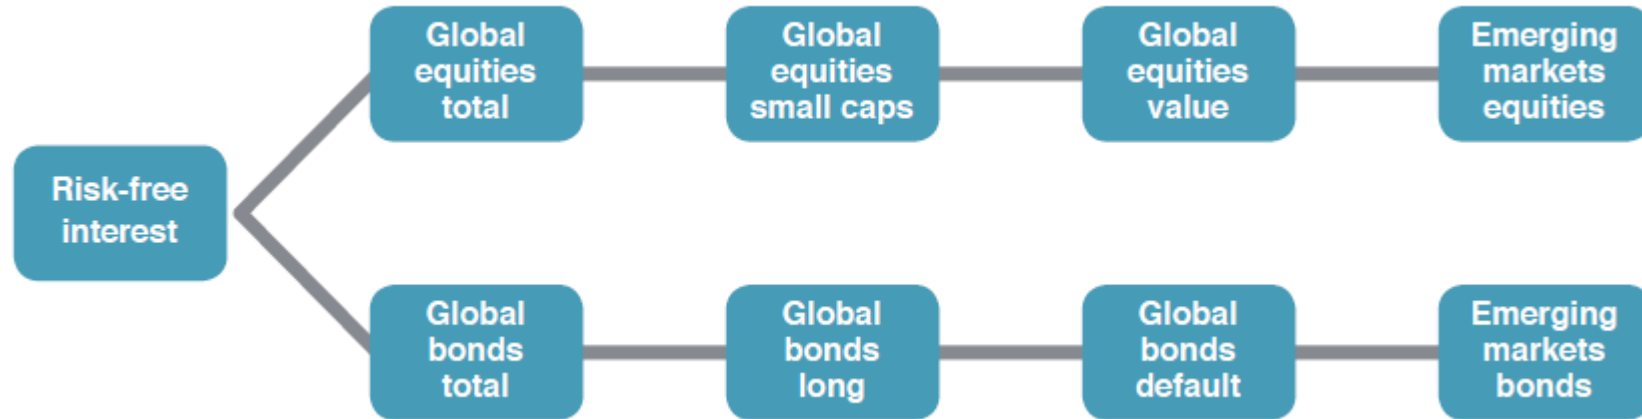 Global
equities
total
Global
equities
small caps
Global
equities
value
Emerging
markets
equities
Risk-free
interest
Global
bonds
total
Global
bonds
long
Global
bonds
default
Emerging
markets
bonds